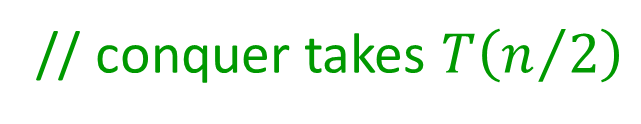 // conquer takes 𝑇(𝑛/2)